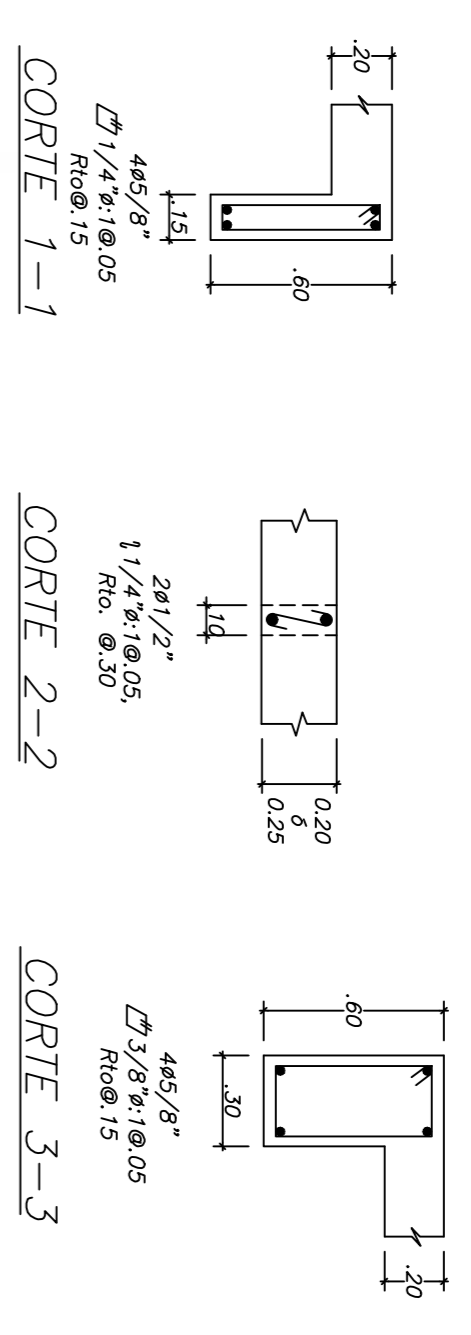 .20
.60
.15
4ø5/8"
1/4"ø:1@.05
Rto@.15
CORTE 1-1
0.20
ó
0.25
.10
2ø1/2"
1/4"ø:1@.05,
Rto. @.30
CORTE 2-2
.60
.20
.30
4ø5/8"
3/8"ø:1@.05
Rto@.15
CORTE 3-3